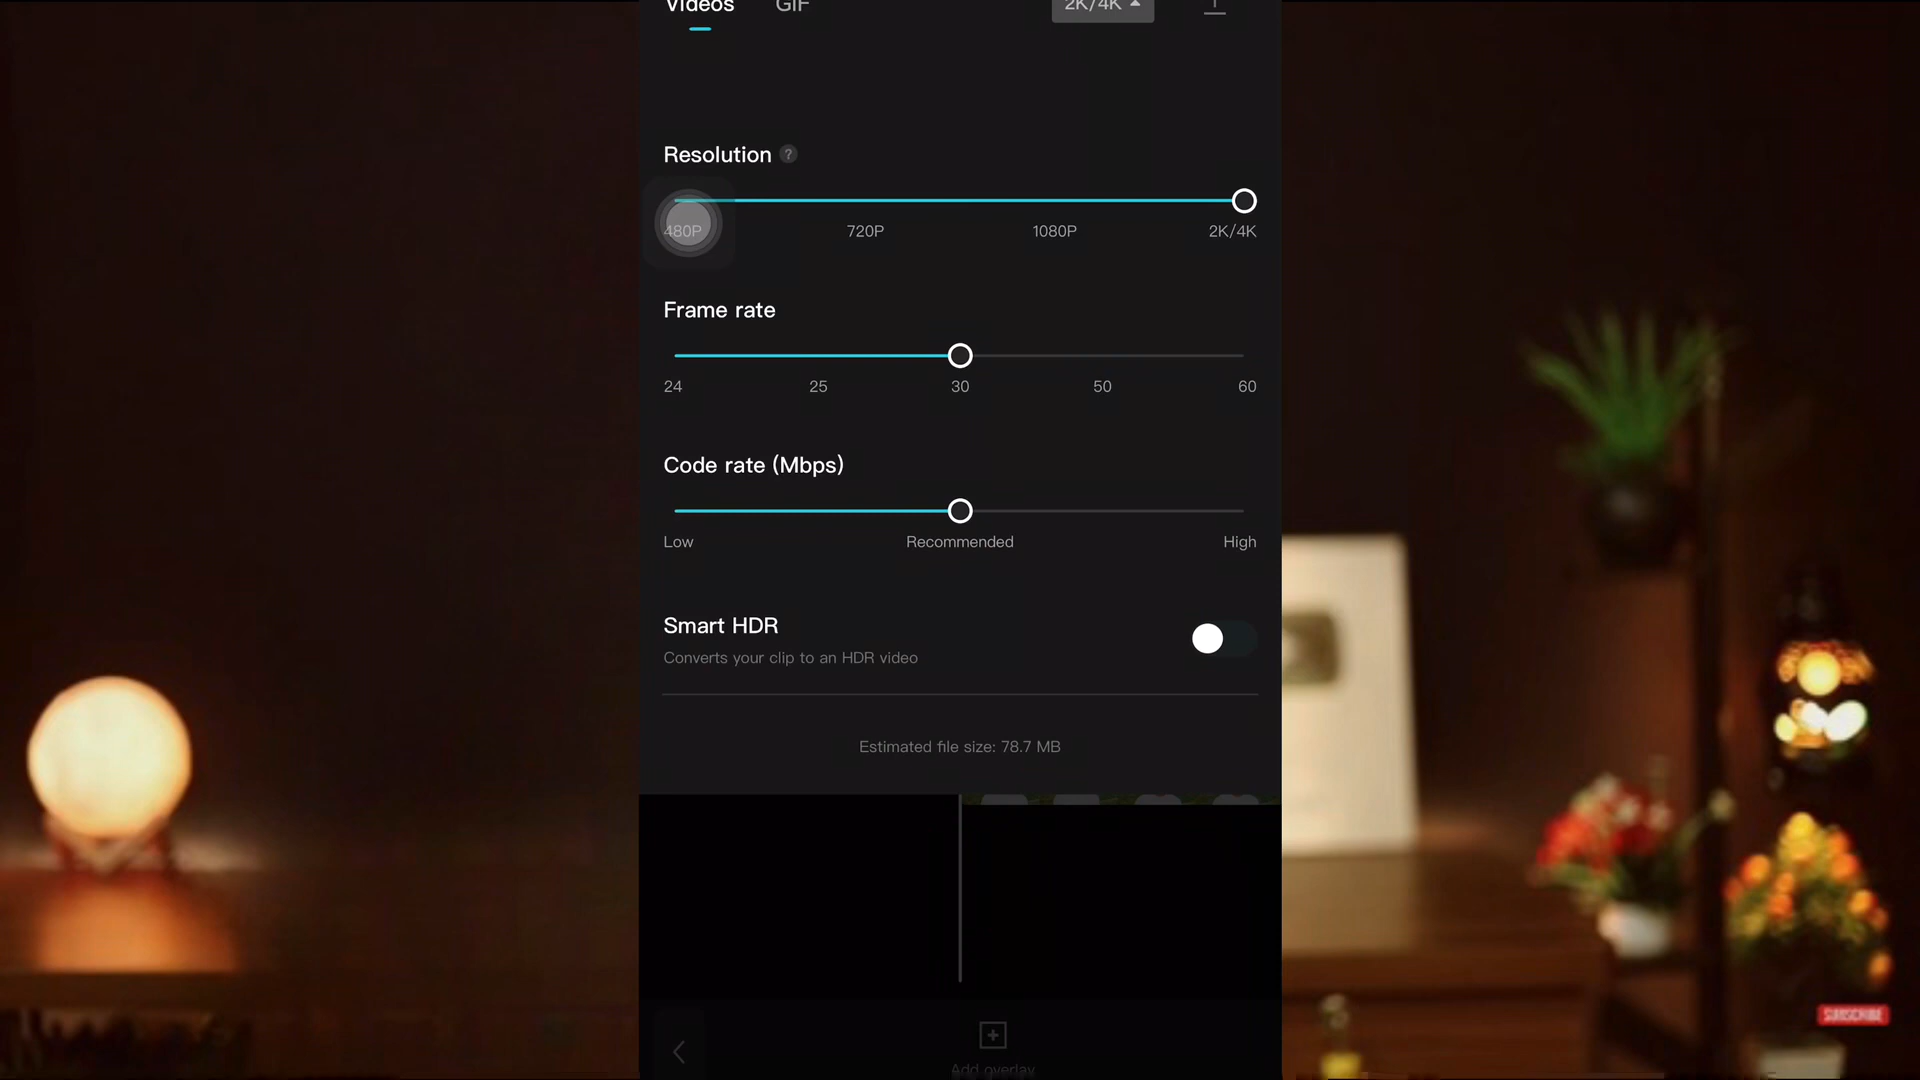 Videos GIF 2K/4K
Resolution ?
480P 720P 1080P 2K/4K
Frame rate
24 25 30 50 60
Code rate (Mbps)
Low Recommended High
Smart HDR
Converts your clip to an HDR video
Estimated file size: 78.7 MB
SUBSCRIBE
Add overlay